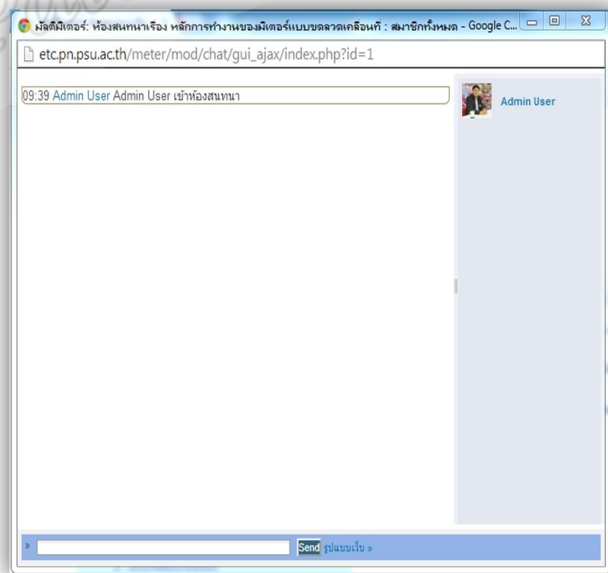 มัลติมิเตอร์: ห้องสนทนาเรื่อง หลักการทำงานของมิเตอร์แบบขดลวดเคลื่อนที่ : สมาชิกทั้งหมด - Google C...
etc.pn.psu.ac.th/meter/mod/chat/gui_ajax/index.php?id=1
09:39 Admin User Admin User เข้าห้องสนทนา
Admin User
» Send รูปแบบเว็บ »